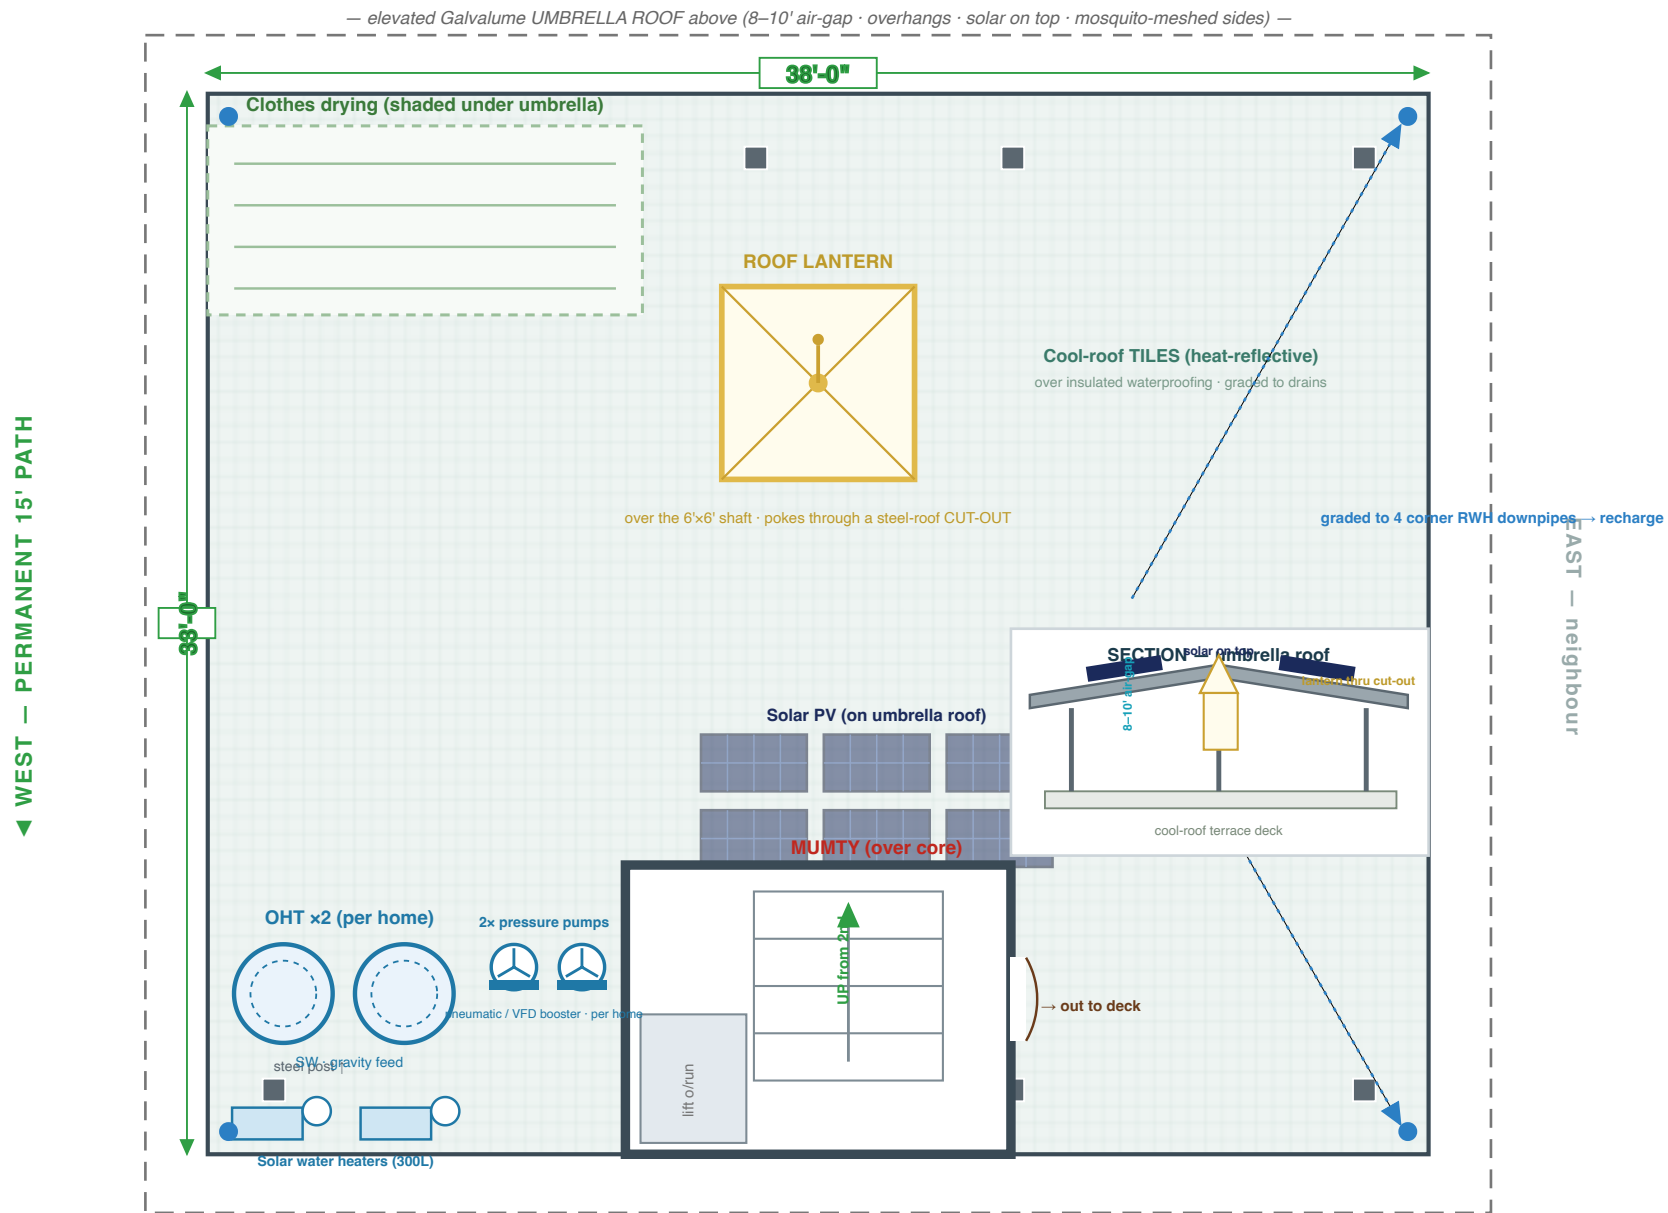 — elevated Galvalume UMBRELLA ROOF above (8–10' air-gap · overhangs · solar on top · mosquito-meshed sides) —
38'-0"
Clothes drying (shaded under umbrella)
ROOF LANTERN
Cool-roof TILES (heat-reflective)
over insulated waterproofing · graded to drains
◀ WEST — PERMANENT 15' PATH
over the 6'×6' shaft · pokes through a steel-roof CUT-OUT
graded to 4 corner RWH downpipes → recharge
EAST — neighbour
33'-0"
SECTION — umbrella roof
solar on top
lantern thru cut-out
8–10' air-gap
Solar PV (on umbrella roof)
cool-roof terrace deck
MUMTY (over core)
OHT ×2 (per home)
2× pressure pumps
UP from 2nd
→ out to deck
pneumatic / VFD booster · per home
SW · gravity feed
steel post ↑
lift o/run
Solar water heaters (300L)